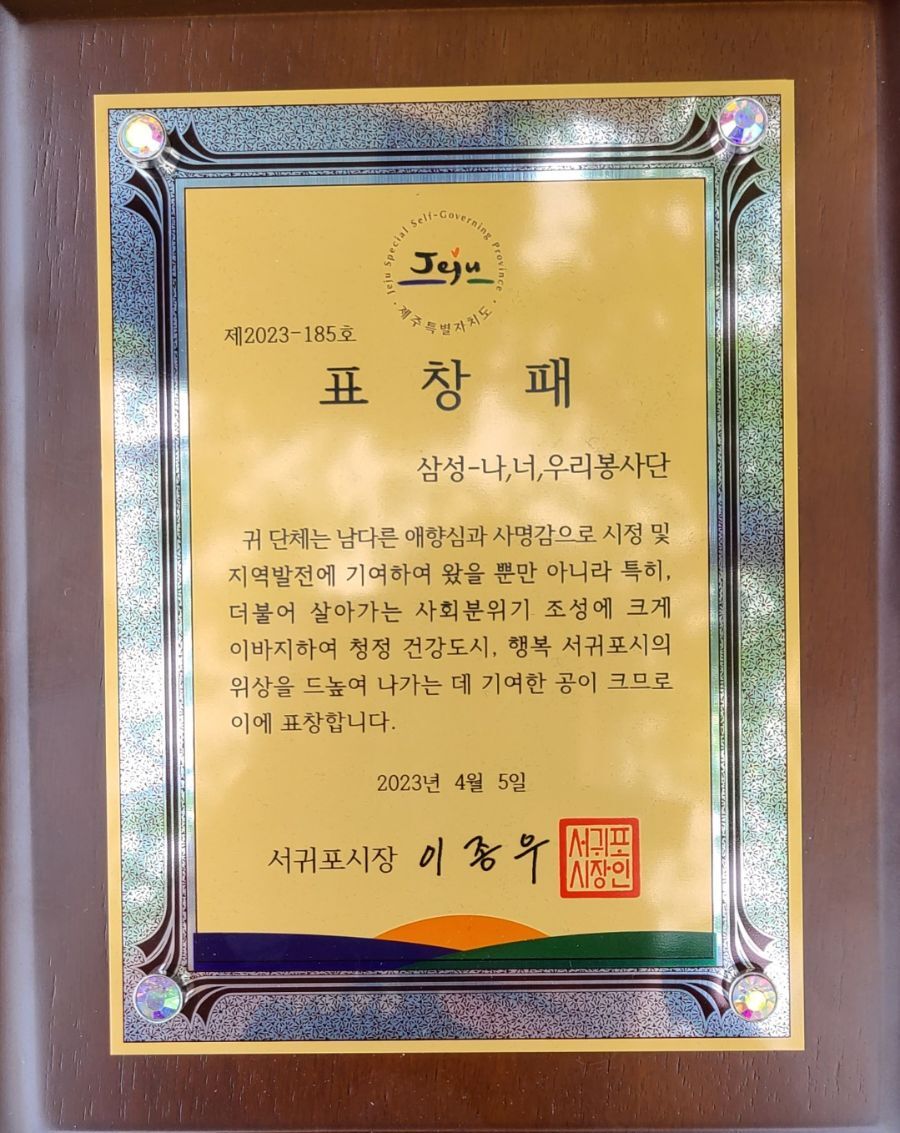 Jeju Special Self-Governing Province
Jeju
제주특별자치도
제2023-185호
표 창 패
삼성-나,너,우리봉사단
귀 단체는 남다른 애향심과 사명감으로 시정 및
지역발전에 기여하여 왔을 뿐만 아니라 특히,
더불어 살아가는 사회분위기 조성에 크게
이바지하여 청정 건강도시, 행복 서귀포시의
위상을 드높여 나가는 데 기여한 공이 크므로
이에 표창합니다.
2023년 4월 5일
서귀포시장 이종우
서귀포
시장인